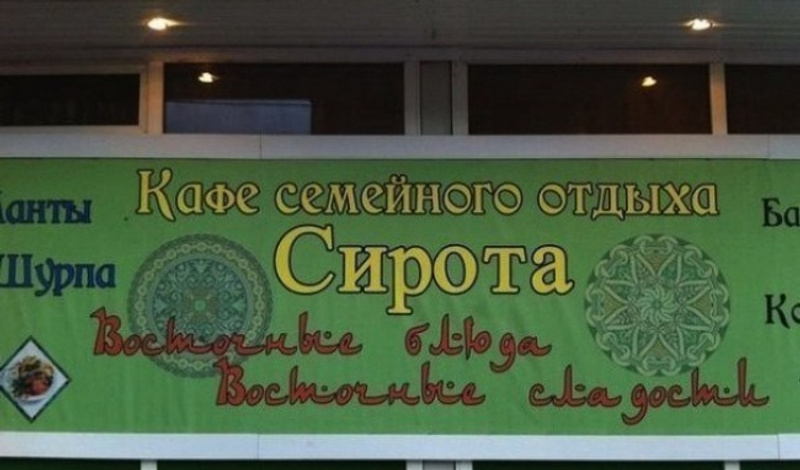 Кафе семейного отдыха
Сирота
Восточные блюда
Восточные сладости
Шурпа